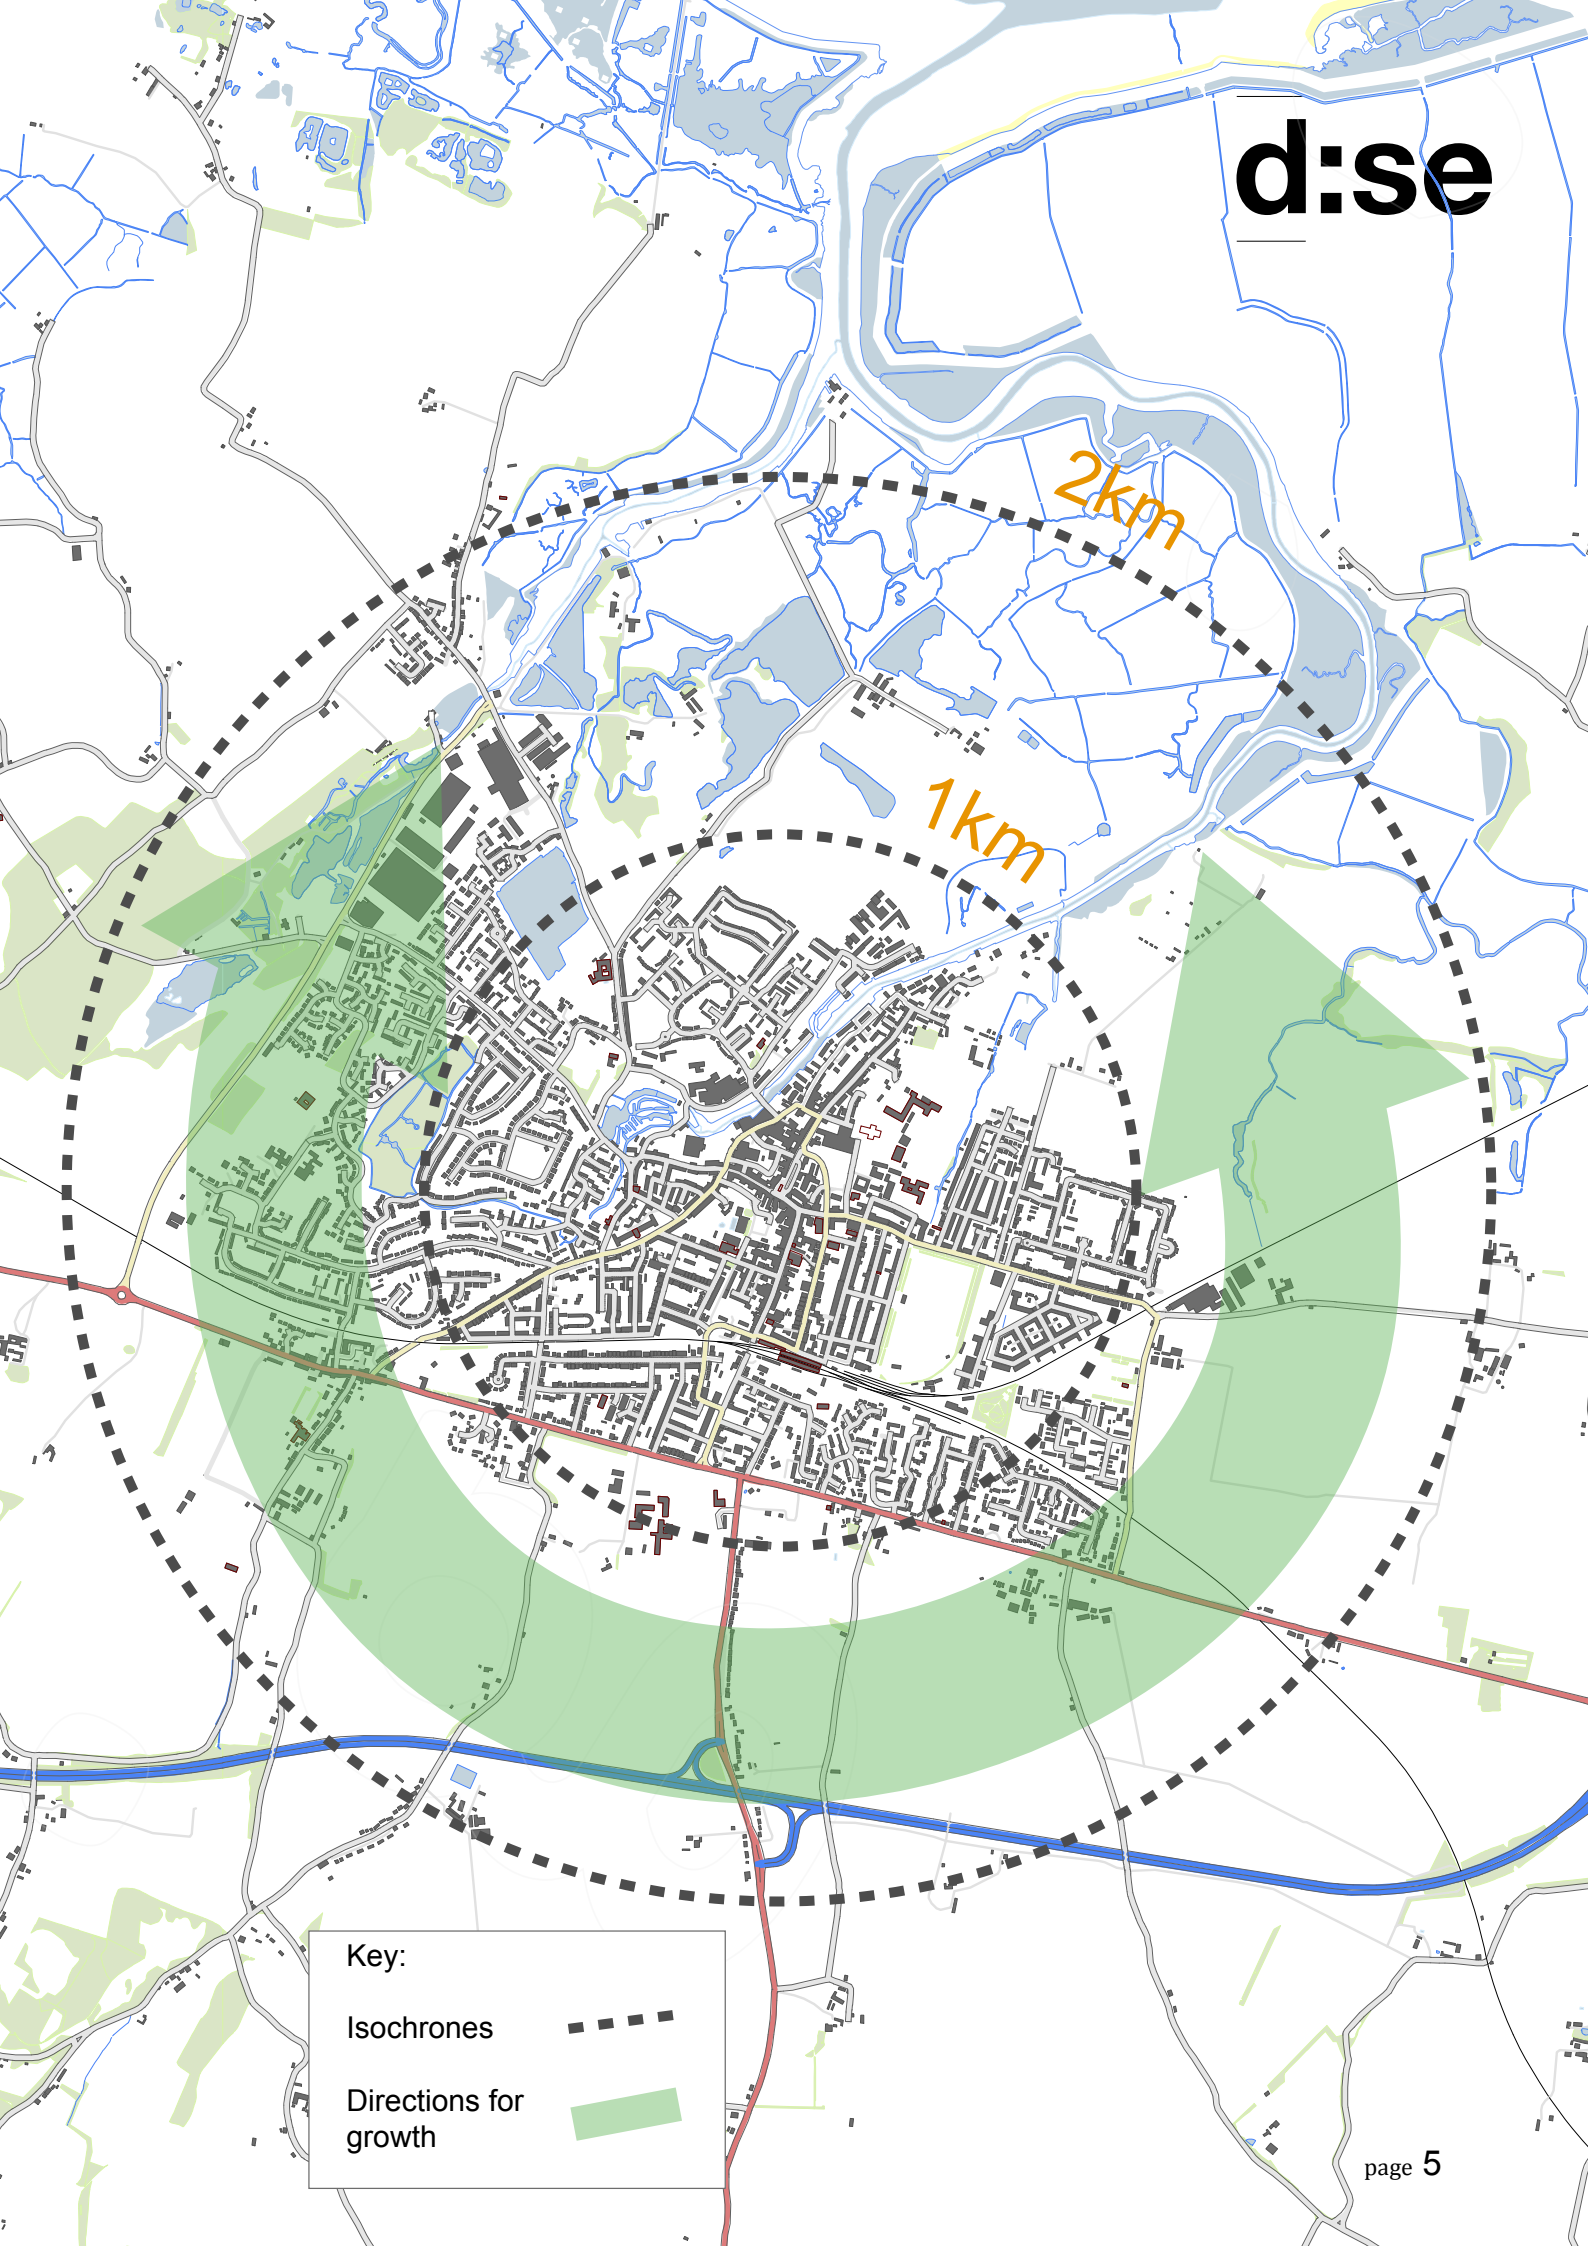 d:se
2km
1km
Key:
Isochrones
Directions for
growth
page 5